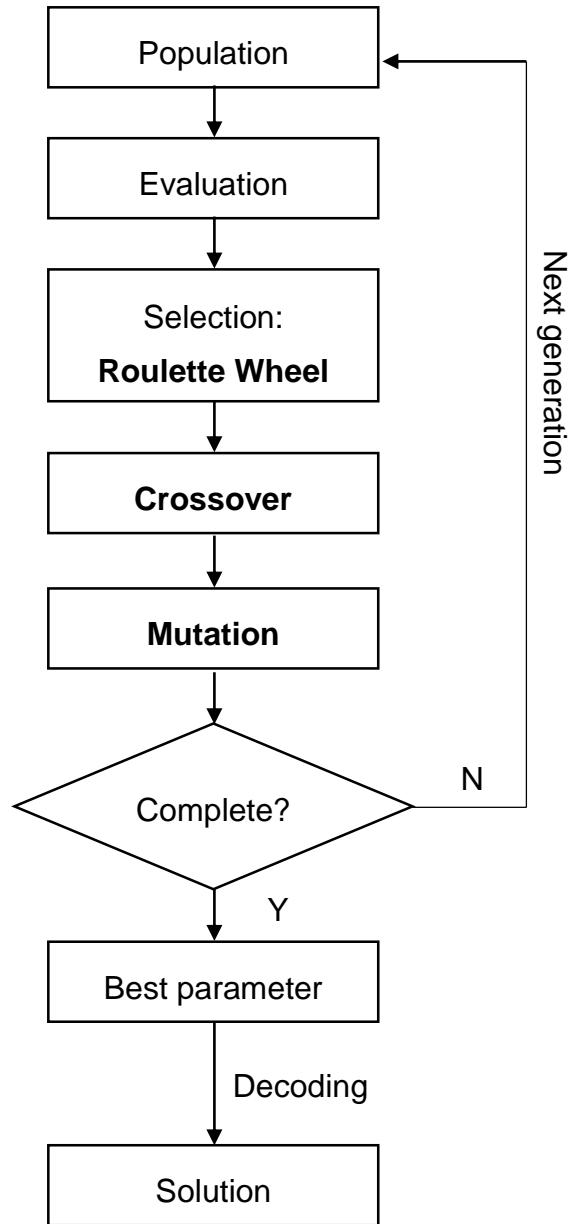 Population
Evaluation
Selection:
Roulette Wheel
Crossover
Mutation
Complete?
N
Next generation
Y
Best parameter
Decoding
Solution